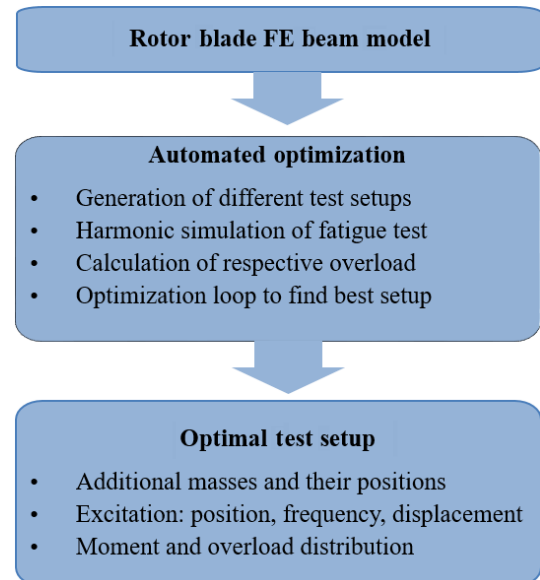 Rotor blade FE beam model
Automated optimization
• Generation of different test setups
• Harmonic simulation of fatigue test
• Calculation of respective overload
• Optimization loop to find best setup
Optimal test setup
• Additional masses and their positions
• Excitation: position, frequency, displacement
• Moment and overload distribution